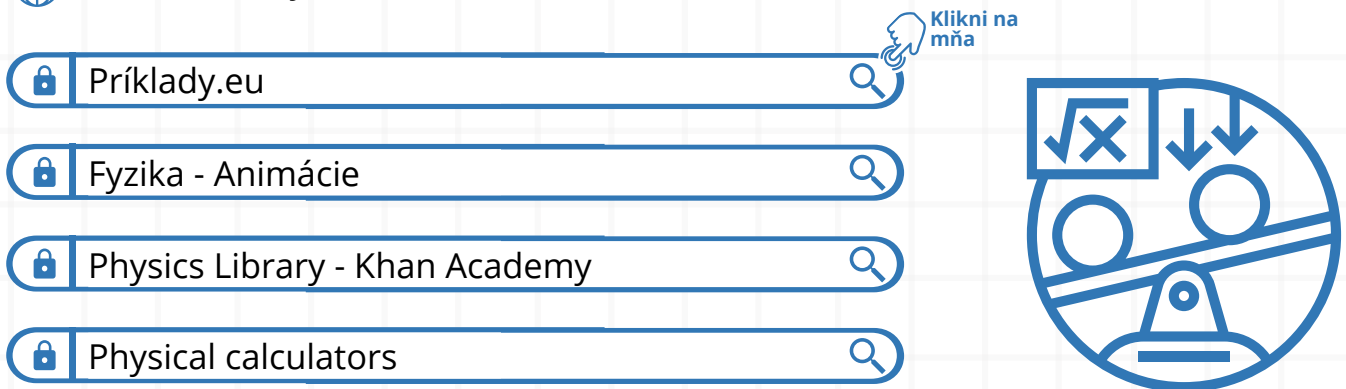 Klikni na
mňa
Príklady.eu
Fyzika - Animácie
Physics Library - Khan Academy
Physical calculators
√x